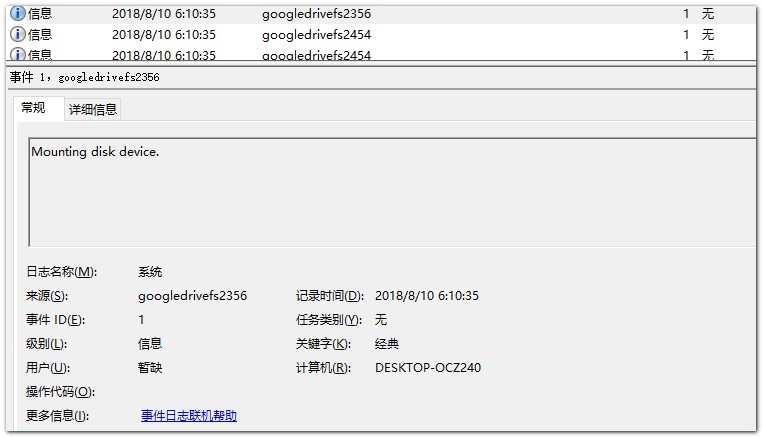 信息 2018/8/10 6:10:35 googledrivefs2356 1 无
信息 2018/8/10 6:10:35 googledrivefs2454 1 无
信息 2018/8/10 6:10:35 googledrivefs2454 1 无
事件 1，googledrivefs2356
常规 详细信息
Mounting disk device.
日志名称(M): 系统
来源(S): googledrivefs2356 记录时间(D): 2018/8/10 6:10:35
事件 ID(E): 1 任务类别(Y): 无
级别(L): 信息 关键字(K): 经典
用户(U): 暂缺 计算机(R): DESKTOP-OCZ240
操作代码(O):
更多信息(I): 事件日志联机帮助